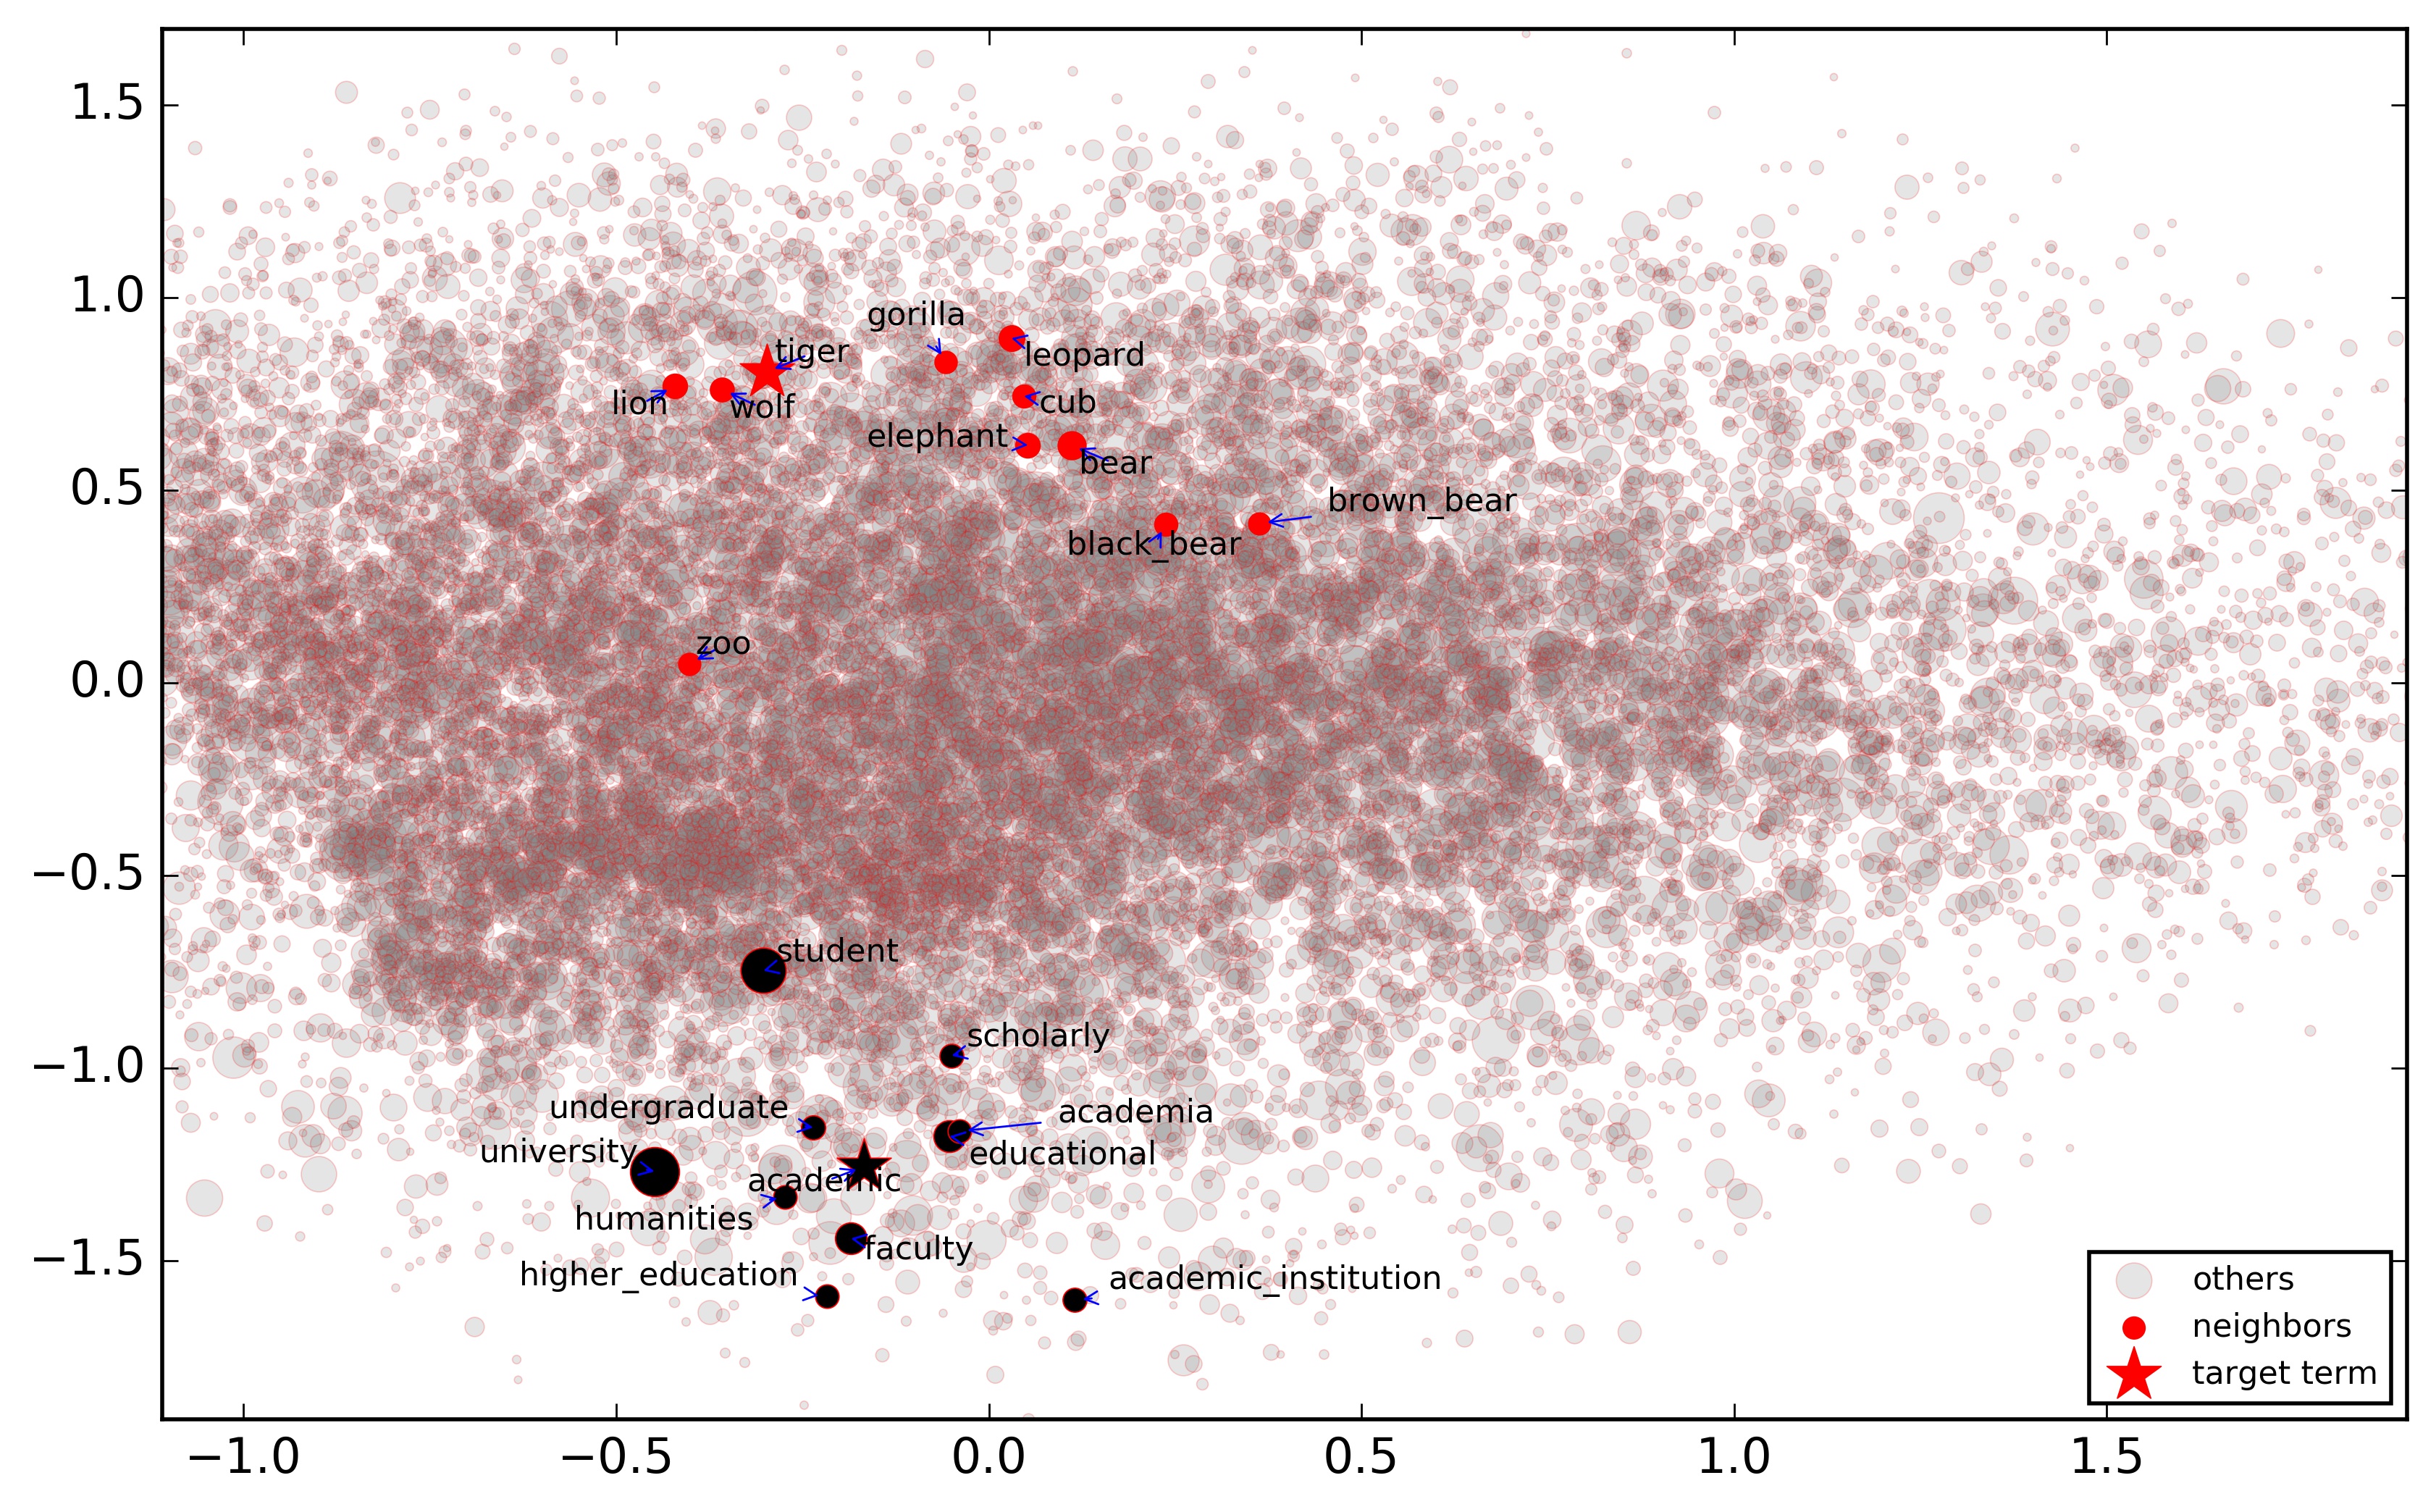 1.5
1.0
0.5
0.0
−0.5
−1.0
−1.5
gorilla
tiger
leopard
lion
wolf
cub
elephant
bear
brown_bear
black_bear
zoo
student
scholarly
undergraduate
academia
university
educational
academic
humanities
faculty
higher_education
academic_institution
others
neighbors
target term
−1.0
−0.5
0.0
0.5
1.0
1.5